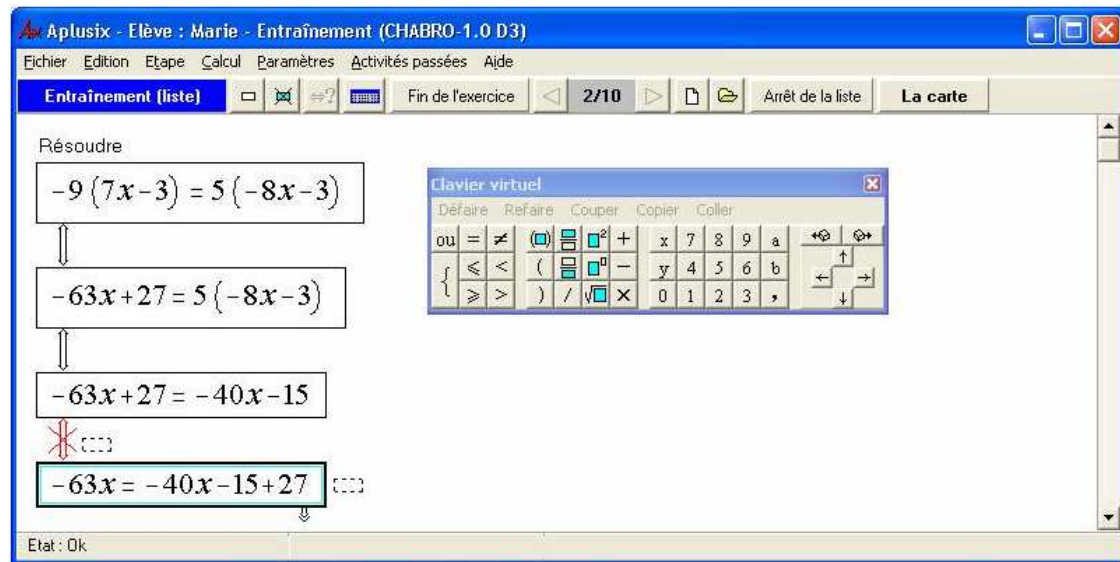 Aplusix - Elève : Marie - Entraînement (CHABRO-1.0 D3)
Fichier Edition Etape Calcul Paramètres Activités passées Aide
Entraînement (liste) ⇔? Fin de l'exercice 2/10 Arrêt de la liste La carte
Résoudre
-9(7x-3) = 5(-8x-3)
-63x+27 = 5(-8x-3)
-63x+27 = -40x-15
-63x = -40x-15+27
Clavier virtuel
Défaire Refaire Couper Copier Coller
ou = ≠ (□) □² + x 7 8 9 a
{ ⩽ < ( □ⁿ − y 4 5 6 b
⩾ > ) / √□ × 0 1 2 3 ,
Etat : Ok